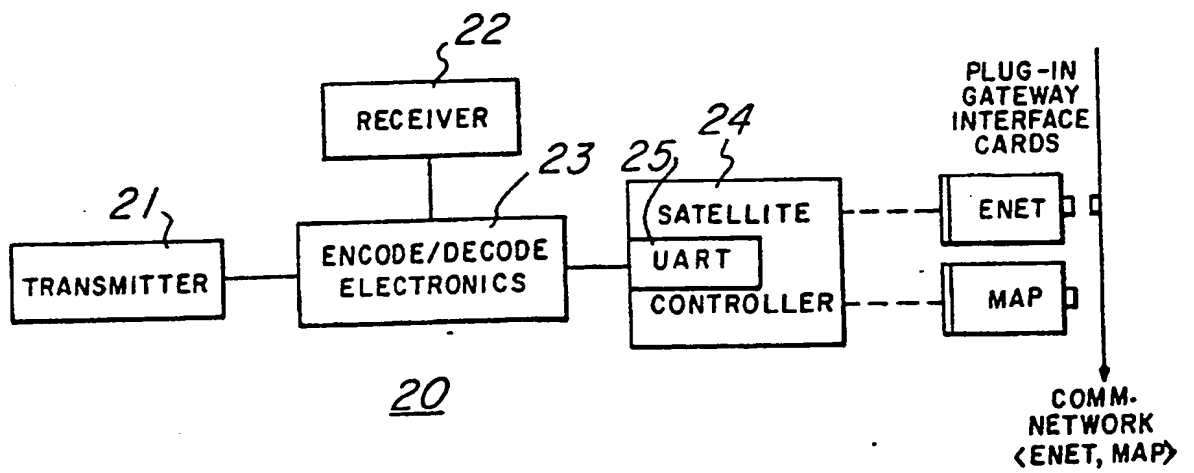 22
RECEIVER
21
TRANSMITTER
23
ENCODE/DECODE
ELECTRONICS
24
25
SATELLITE
UART
CONTROLLER
PLUG-IN
GATEWAY
INTERFACE
CARDS
ENET
MAP
COMM.
NETWORK
<ENET, MAP>
20